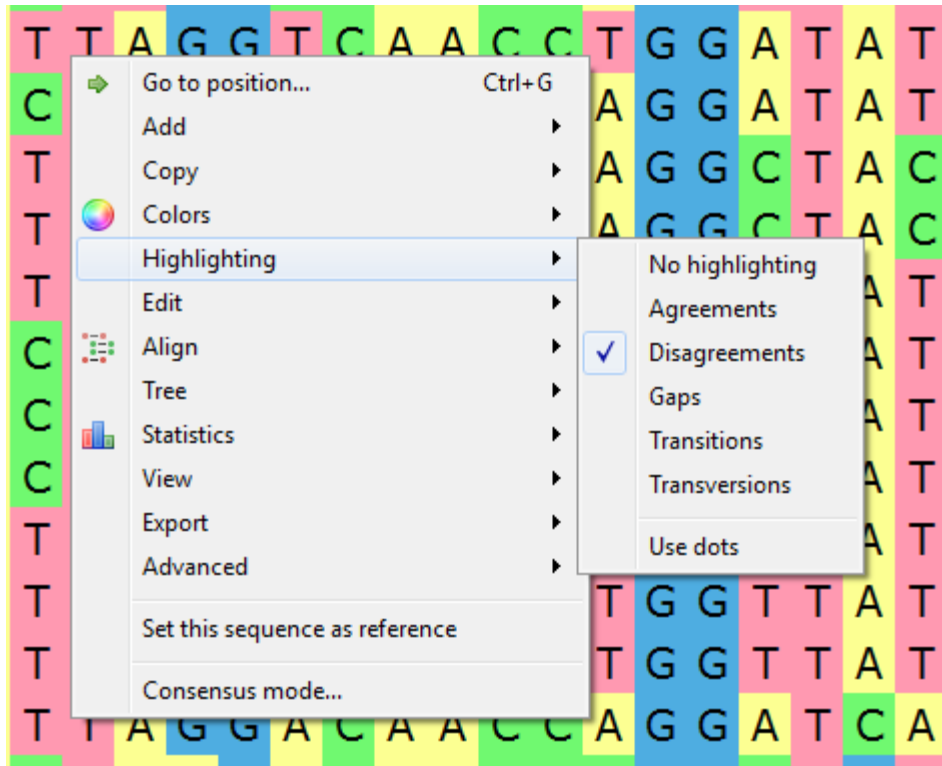 T T A G G T C A A C C T G G A T A T
C A G G A T A T
T A G G C T A C
T A G G C T A C
T A T
C A T
C A T
C A T
T A T
T T G G T T A T
T T G G T T A T
T T A G G A C A A C C A G G A T C A
Go to position... Ctrl+G
Add
Copy
Colors
Highlighting
Edit
Align
Tree
Statistics
View
Export
Advanced
Set this sequence as reference
Consensus mode...
No highlighting
Agreements
Disagreements
Gaps
Transitions
Transversions
Use dots